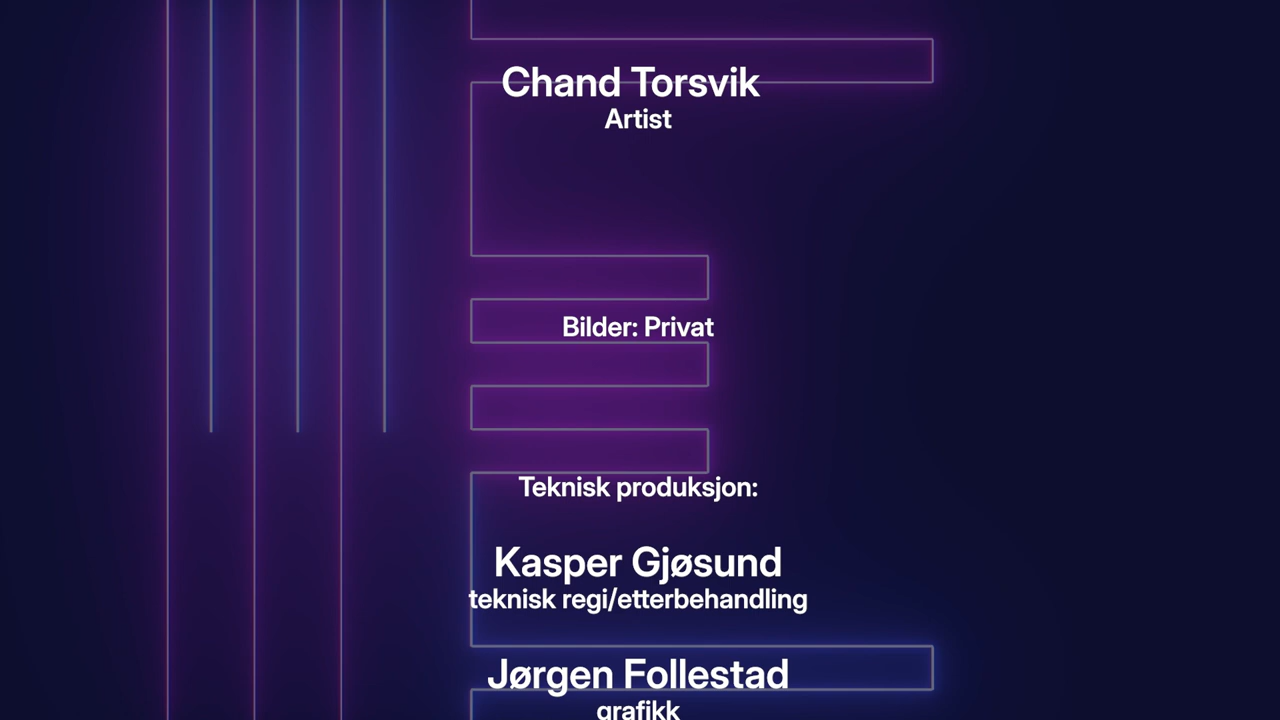 Chand Torsvik
Artist
Bilder: Privat
Teknisk produksjon:
Kasper Gjøsund
teknisk regi/etterbehandling
Jørgen Follestad
grafikk